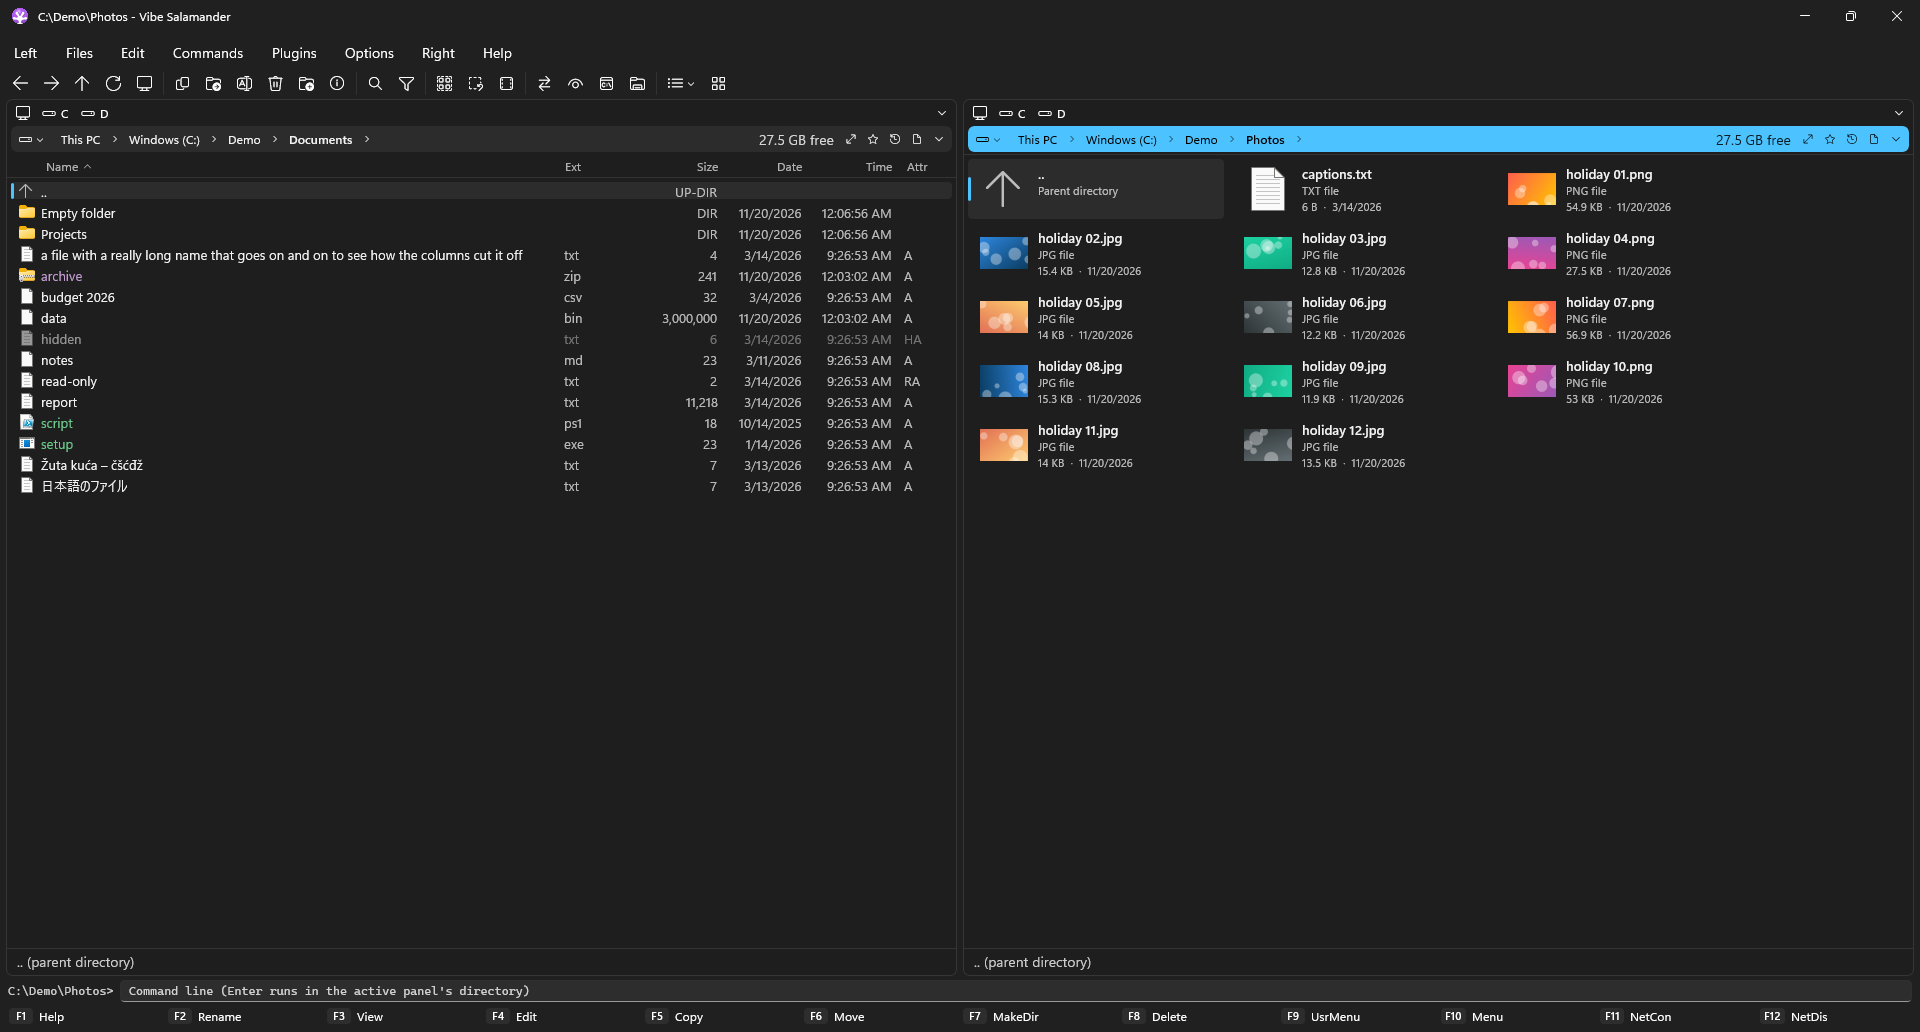 C:\Demo\Photos - Vibe Salamander
Left Files Edit Commands Plugins Options Right Help
C D
This PC Windows (C:) Demo Documents 27.5 GB free
Name Ext Size Date Time Attr
.. UP-DIR
Empty folder DIR 11/20/2026 12:06:56 AM
Projects DIR 11/20/2026 12:06:56 AM
a file with a really long name that goes on and on to see how the columns cut it off txt 4 3/14/2026 9:26:53 AM A
archive zip 241 11/20/2026 12:03:02 AM A
budget 2026 csv 32 3/4/2026 9:26:53 AM A
data bin 3,000,000 11/20/2026 12:03:02 AM A
hidden txt 6 3/14/2026 9:26:53 AM HA
notes md 23 3/11/2026 9:26:53 AM A
read-only txt 2 3/14/2026 9:26:53 AM RA
report txt 11,218 3/14/2026 9:26:53 AM A
script ps1 18 10/14/2025 9:26:53 AM A
setup exe 23 1/14/2026 9:26:53 AM A
Žuta kuća – čšćđž txt 7 3/13/2026 9:26:53 AM A
日本語のファイル txt 7 3/13/2026 9:26:53 AM A
.. (parent directory)
C D
This PC Windows (C:) Demo Photos 27.5 GB free
..
Parent directory
captions.txt
TXT file
6 B · 3/14/2026
holiday 01.png
PNG file
54.9 KB · 11/20/2026
holiday 02.jpg
JPG file
15.4 KB · 11/20/2026
holiday 03.jpg
JPG file
12.8 KB · 11/20/2026
holiday 04.png
PNG file
27.5 KB · 11/20/2026
holiday 05.jpg
JPG file
14 KB · 11/20/2026
holiday 06.jpg
JPG file
12.2 KB · 11/20/2026
holiday 07.png
PNG file
56.9 KB · 11/20/2026
holiday 08.jpg
JPG file
15.3 KB · 11/20/2026
holiday 09.jpg
JPG file
11.9 KB · 11/20/2026
holiday 10.png
PNG file
53 KB · 11/20/2026
holiday 11.jpg
JPG file
14 KB · 11/20/2026
holiday 12.jpg
JPG file
13.5 KB · 11/20/2026
.. (parent directory)
C:\Demo\Photos> Command line (Enter runs in the active panel's directory)
F1 Help F2 Rename F3 View F4 Edit F5 Copy F6 Move F7 MakeDir F8 Delete F9 UsrMenu F10 Menu F11 NetCon F12 NetDis